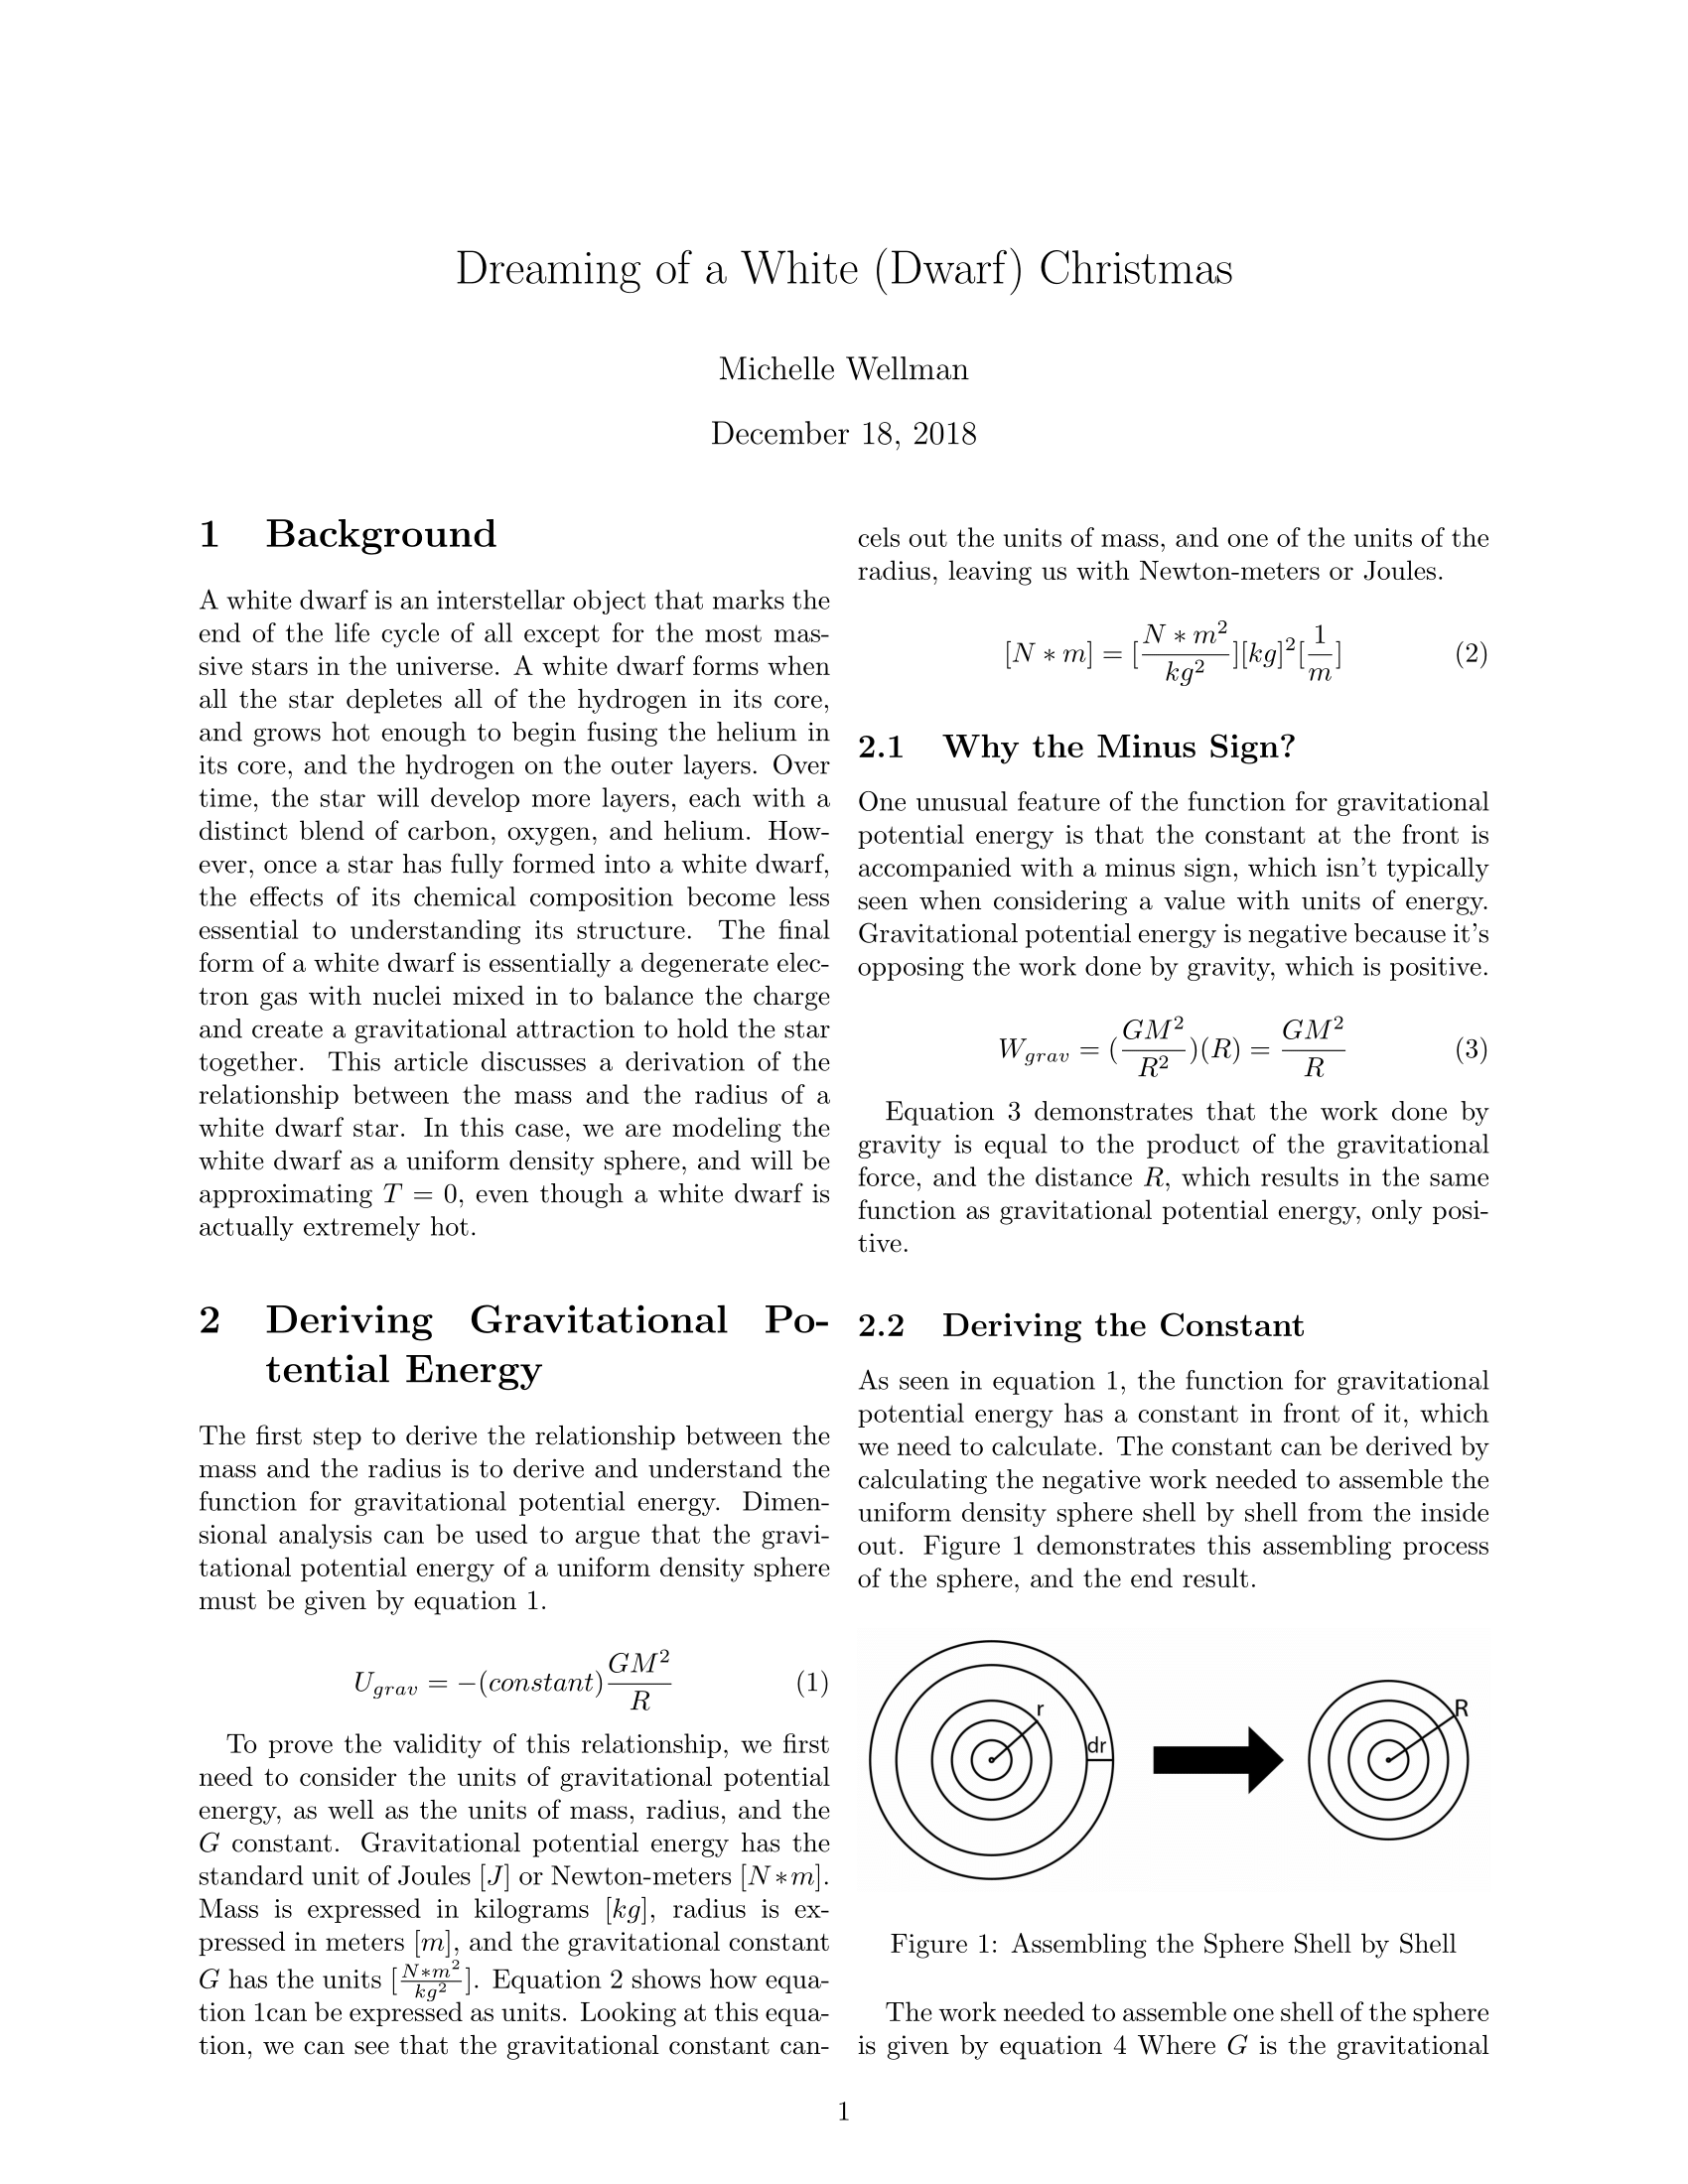 Dreaming of a White (Dwarf) Christmas
Michelle Wellman
December 18, 2018
1 Background
A white dwarf is an interstellar object that marks the
end of the life cycle of all except for the most mas-
sive stars in the universe. A white dwarf forms when
all the star depletes all of the hydrogen in its core,
and grows hot enough to begin fusing the helium in
its core, and the hydrogen on the outer layers. Over
time, the star will develop more layers, each with a
distinct blend of carbon, oxygen, and helium. How-
ever, once a star has fully formed into a white dwarf,
the effects of its chemical composition become less
essential to understanding its structure. The final
form of a white dwarf is essentially a degenerate elec-
tron gas with nuclei mixed in to balance the charge
and create a gravitational attraction to hold the star
together. This article discusses a derivation of the
relationship between the mass and the radius of a
white dwarf star. In this case, we are modeling the
white dwarf as a uniform density sphere, and will be
approximating T = 0, even though a white dwarf is
actually extremely hot.
2 Deriving Gravitational Po-
tential Energy
The first step to derive the relationship between the
mass and the radius is to derive and understand the
function for gravitational potential energy. Dimen-
sional analysis can be used to argue that the gravi-
tational potential energy of a uniform density sphere
must be given by equation 1.
U_{grav} = −(constant)\frac{GM^2}{R} (1)
To prove the validity of this relationship, we first
need to consider the units of gravitational potential
energy, as well as the units of mass, radius, and the
G constant. Gravitational potential energy has the
standard unit of Joules [J] or Newton-meters [N ∗ m].
Mass is expressed in kilograms [kg], radius is ex-
pressed in meters [m], and the gravitational constant
G has the units [\frac{N∗m^2}{kg^2}]. Equation 2 shows how equa-
tion 1can be expressed as units. Looking at this equa-
tion, we can see that the gravitational constant can-
cels out the units of mass, and one of the units of the
radius, leaving us with Newton-meters or Joules.
[N ∗ m] = [\frac{N ∗ m^2}{kg^2}][kg]^2[\frac{1}{m}] (2)
2.1 Why the Minus Sign?
One unusual feature of the function for gravitational
potential energy is that the constant at the front is
accompanied with a minus sign, which isn't typically
seen when considering a value with units of energy.
Gravitational potential energy is negative because it's
opposing the work done by gravity, which is positive.
W_{grav} = (\frac{GM^2}{R^2})(R) = \frac{GM^2}{R} (3)
Equation 3 demonstrates that the work done by
gravity is equal to the product of the gravitational
force, and the distance R, which results in the same
function as gravitational potential energy, only posi-
tive.
2.2 Deriving the Constant
As seen in equation 1, the function for gravitational
potential energy has a constant in front of it, which
we need to calculate. The constant can be derived by
calculating the negative work needed to assemble the
uniform density sphere shell by shell from the inside
out. Figure 1 demonstrates this assembling process
of the sphere, and the end result.
r
dr
R
Figure 1: Assembling the Sphere Shell by Shell
The work needed to assemble one shell of the sphere
is given by equation 4 Where G is the gravitational
1